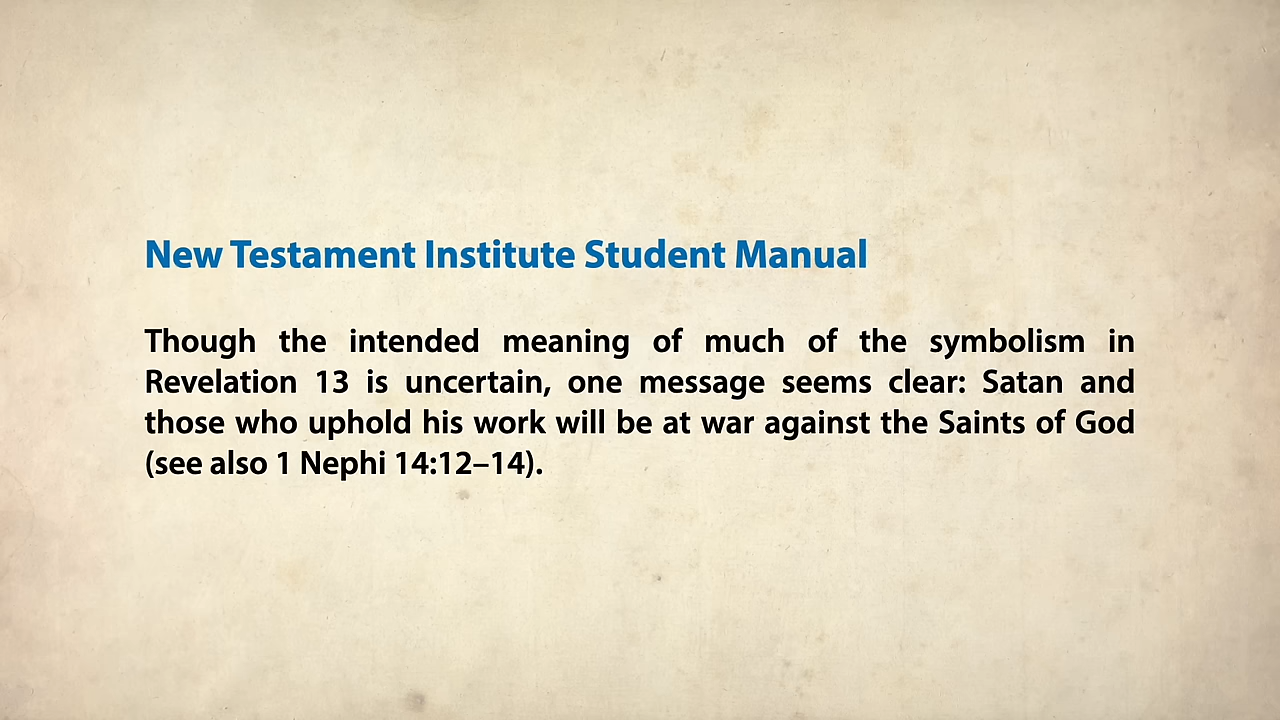 New Testament Institute Student Manual
Though the intended meaning of much of the symbolism in
Revelation 13 is uncertain, one message seems clear: Satan and
those who uphold his work will be at war against the Saints of God
(see also 1 Nephi 14:12–14).